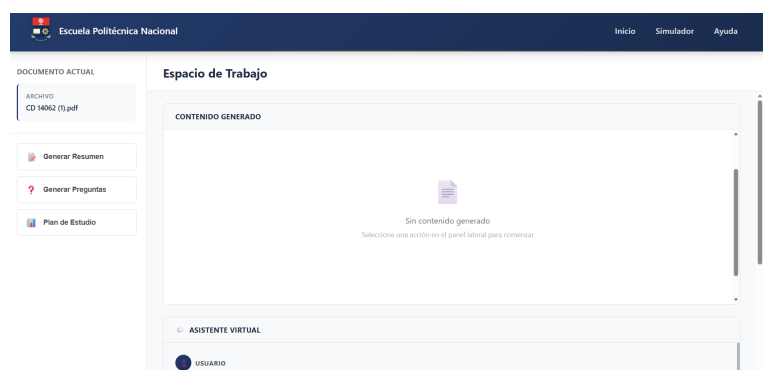 Escuela Politécnica Nacional
Inicio Simulador Ayuda
DOCUMENTO ACTUAL
ARCHIVO
CD 14062 (1).pdf
Generar Resumen
Generar Preguntas
Plan de Estudio
Espacio de Trabajo
CONTENIDO GENERADO
Sin contenido generado
Seleccione una acción en el panel lateral para comenzar
ASISTENTE VIRTUAL
USUARIO